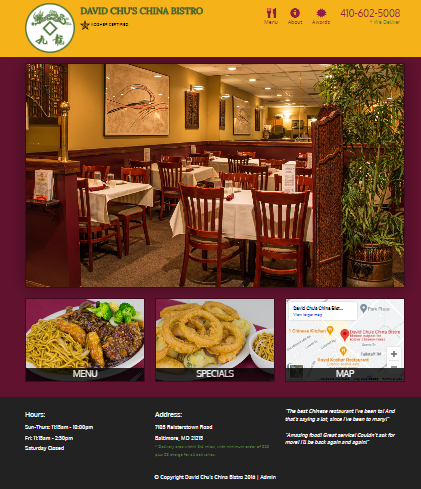 DAVID CHU'S CHINA BISTRO
KOSHER CERTIFIED
九龍
Menu About Awards
410-602-5008
We Deliver
MENU
SPECIALS
MAP
David Chu's China Bist...
View larger map
Park Place
Chinese Kitchen
David Chu's China Bistro
David Kosher Restaurant
Hours:
Sun-Thurs: 11:15am - 10:00pm
Fri: 11:15am - 2:30pm
Saturday Closed
Address:
7105 Reisterstown Road
Baltimore, MD 21215
"The best Chinese restaurant I've been to! And
that's saying a lot, since I've been to many!"
"Amazing food! Great service! Couldn't ask for
more! I'll be back again and again!"
© Copyright David Chu's China Bistro 2018 | Admin